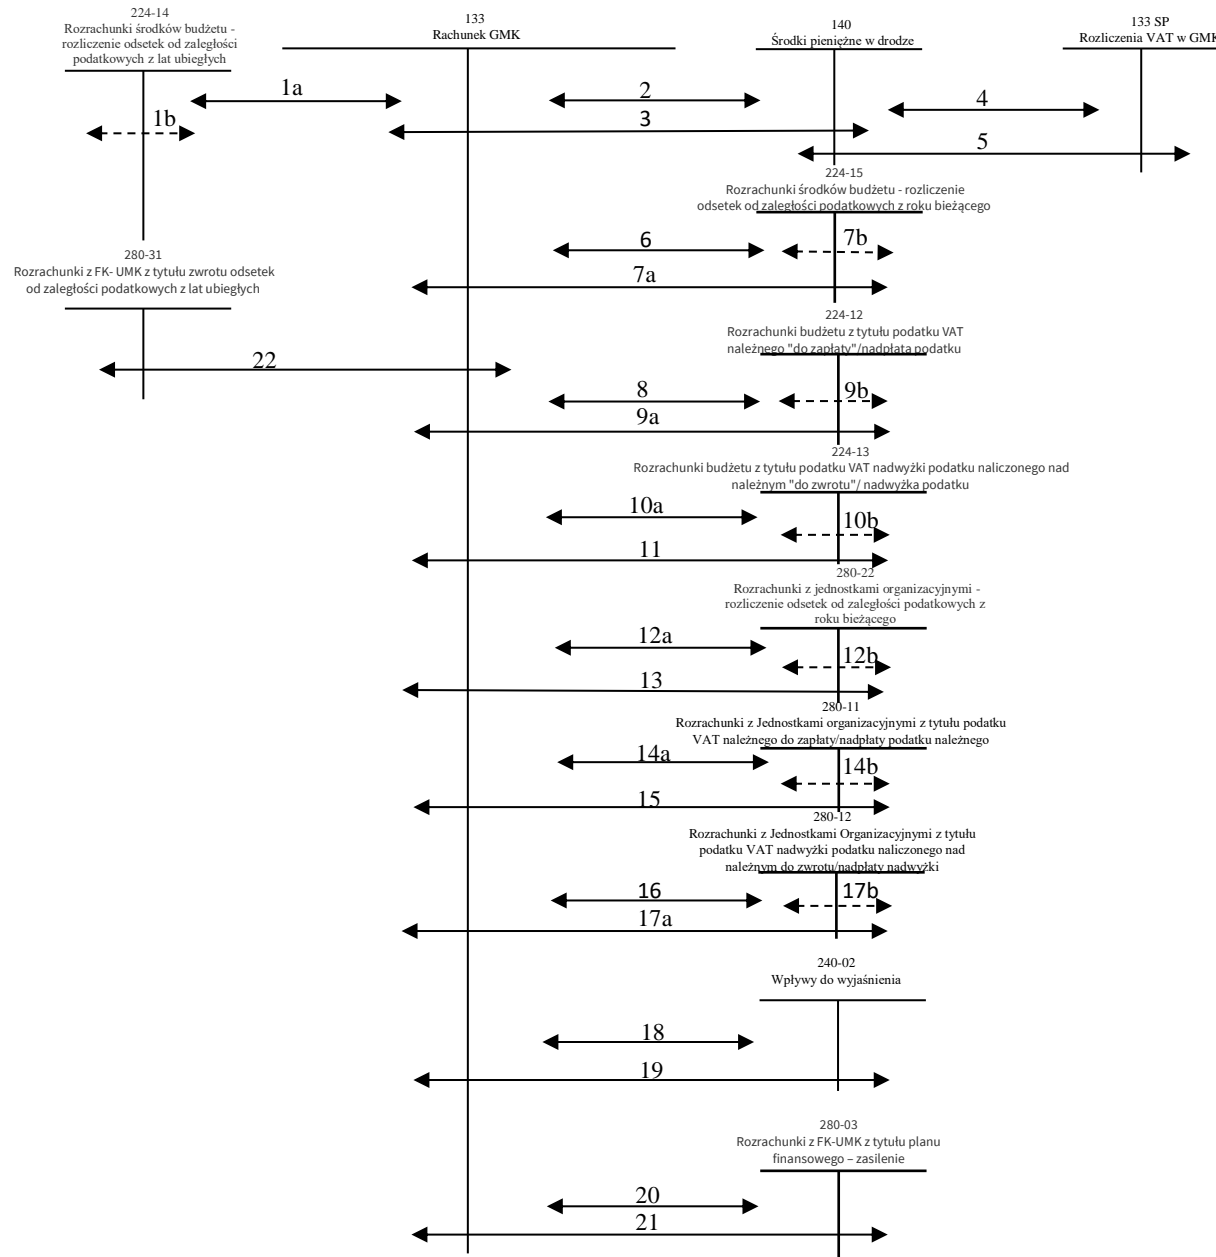 224-14
Rozrachunki środków budżetu -
rozliczenie odsetek od zaległości
podatkowych z lat ubiegłych
133
Rachunek GMK
140
Środki pieniężne w drodze
133 SP
Rozliczenia VAT w GMK
1a
1b
2
3
4
5
224-15
Rozrachunki środków budżetu - rozliczenie
odsetek od zaległości podatkowych z roku bieżącego
6
7b
7a
280-31
Rozrachunki z FK- UMK z tytułu zwrotu odsetek
od zaległości podatkowych z lat ubiegłych
22
224-12
Rozrachunki budżetu z tytułu podatku VAT
należnego "do zapłaty"/nadpłata podatku
8
9b
9a
224-13
Rozrachunki budżetu z tytułu podatku VAT nadwyżki podatku naliczonego nad
należnym "do zwrotu"/ nadwyżka podatku
10a
10b
11
280-22
Rozrachunki z jednostkami organizacyjnymi -
rozliczenie odsetek od zaległości podatkowych z
roku bieżącego
12a
12b
13
280-11
Rozrachunki z Jednostkami organizacyjnymi z tytułu podatku
VAT należnego do zapłaty/nadpłaty podatku należnego
14a
14b
15
280-12
Rozrachunki z Jednostkami Organizacyjnymi z tytułu
podatku VAT nadwyżki podatku naliczonego nad
należnym do zwrotu/nadpłaty nadwyżki
16
17b
17a
240-02
Wpływy do wyjaśnienia
18
19
280-03
Rozrachunki z FK-UMK z tytułu planu
finansowego – zasilenie
20
21